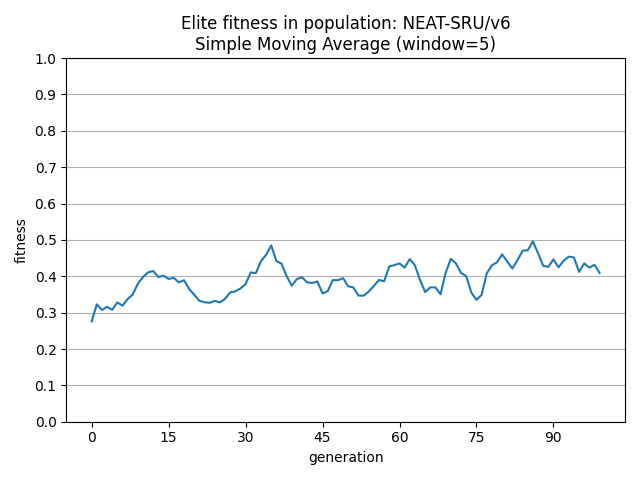 Elite fitness in population: NEAT-SRU/v6
Simple Moving Average (window=5)
1.0
0.9
0.8
0.7
0.6
0.5
0.4
0.3
0.2
0.1
0.0
fitness
0 15 30 45 60 75 90
generation